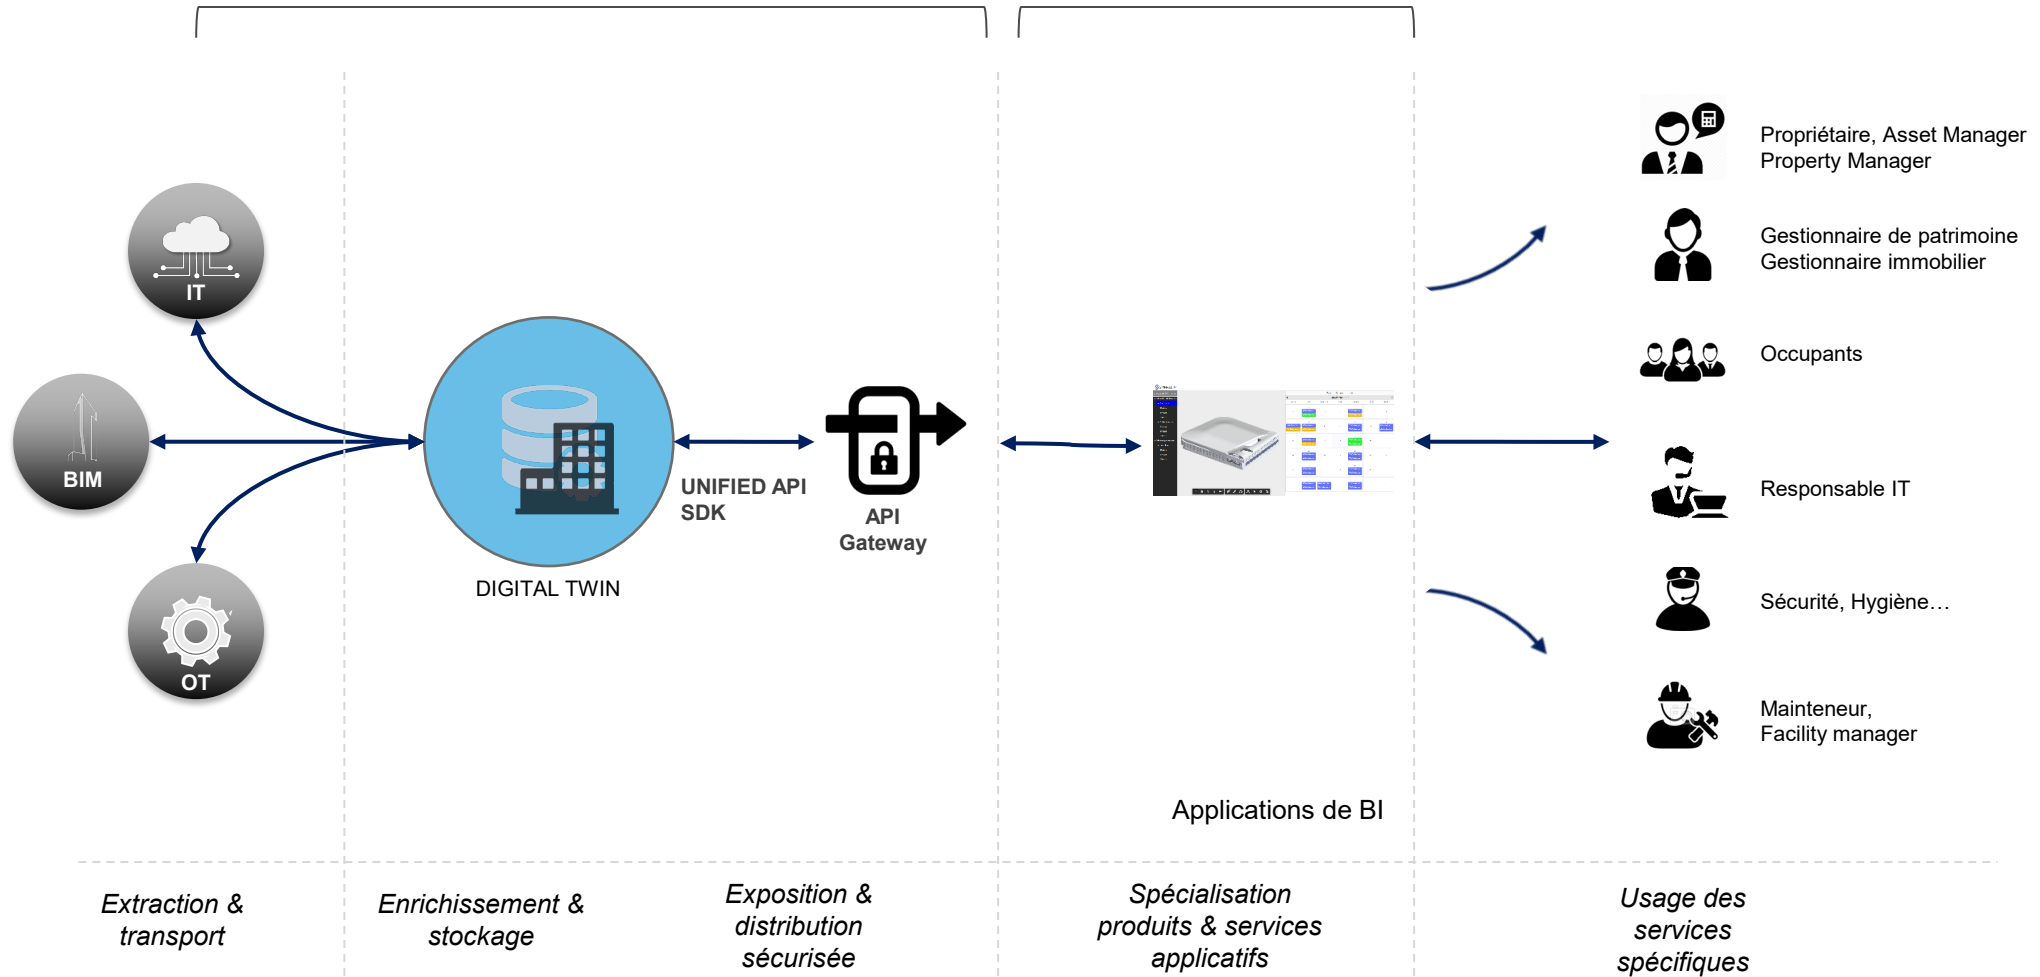 IT
BIM
OT
DIGITAL TWIN
UNIFIED API
SDK
API
Gateway
Applications de BI
Propriétaire, Asset Manager
Property Manager
Gestionnaire de patrimoine
Gestionnaire immobilier
Occupants
Responsable IT
Sécurité, Hygiène…
Mainteneur,
Facility manager
Extraction &
transport
Enrichissement &
stockage
Exposition &
distribution
sécurisée
Spécialisation
produits & services
applicatifs
Usage des
services
spécifiques